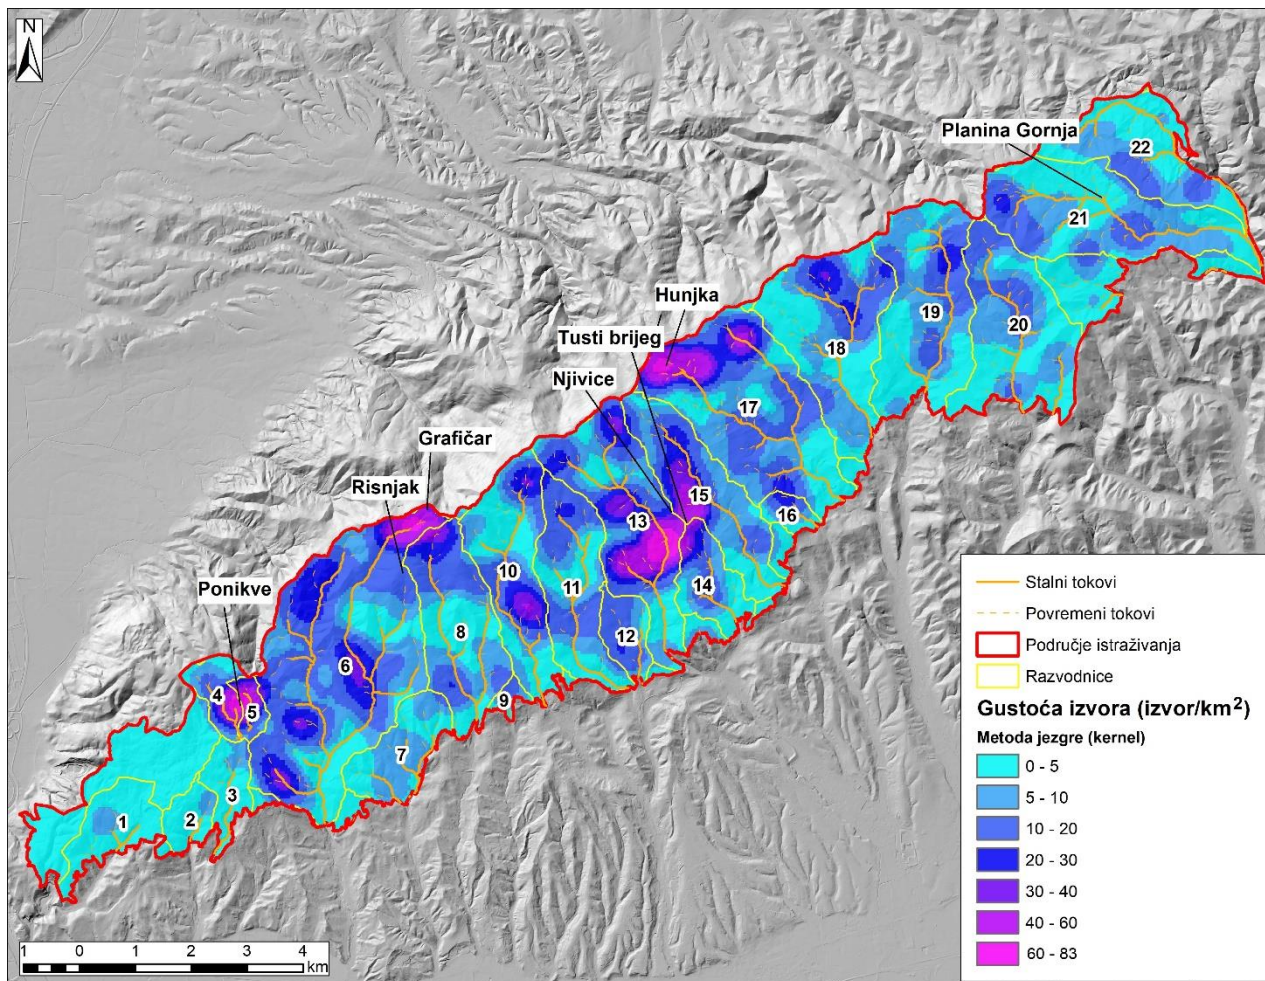 N
Planina Gornja
22
21
Hunjka
Tusti brijeg
19
20
18
Njivice
17
Grafičar
Risnjak
15
16
13
10
11
14
Ponikve
8
12
6
4
5
9
7
3
1
2
Stalni tokovi
Povremeni tokovi
Područje istraživanja
Razvodnice
Gustoća izvora (izvor/km²)
Metoda jezgre (kernel)
0 - 5
5 - 10
10 - 20
20 - 30
30 - 40
40 - 60
60 - 83
1 0 1 2 3 4
km